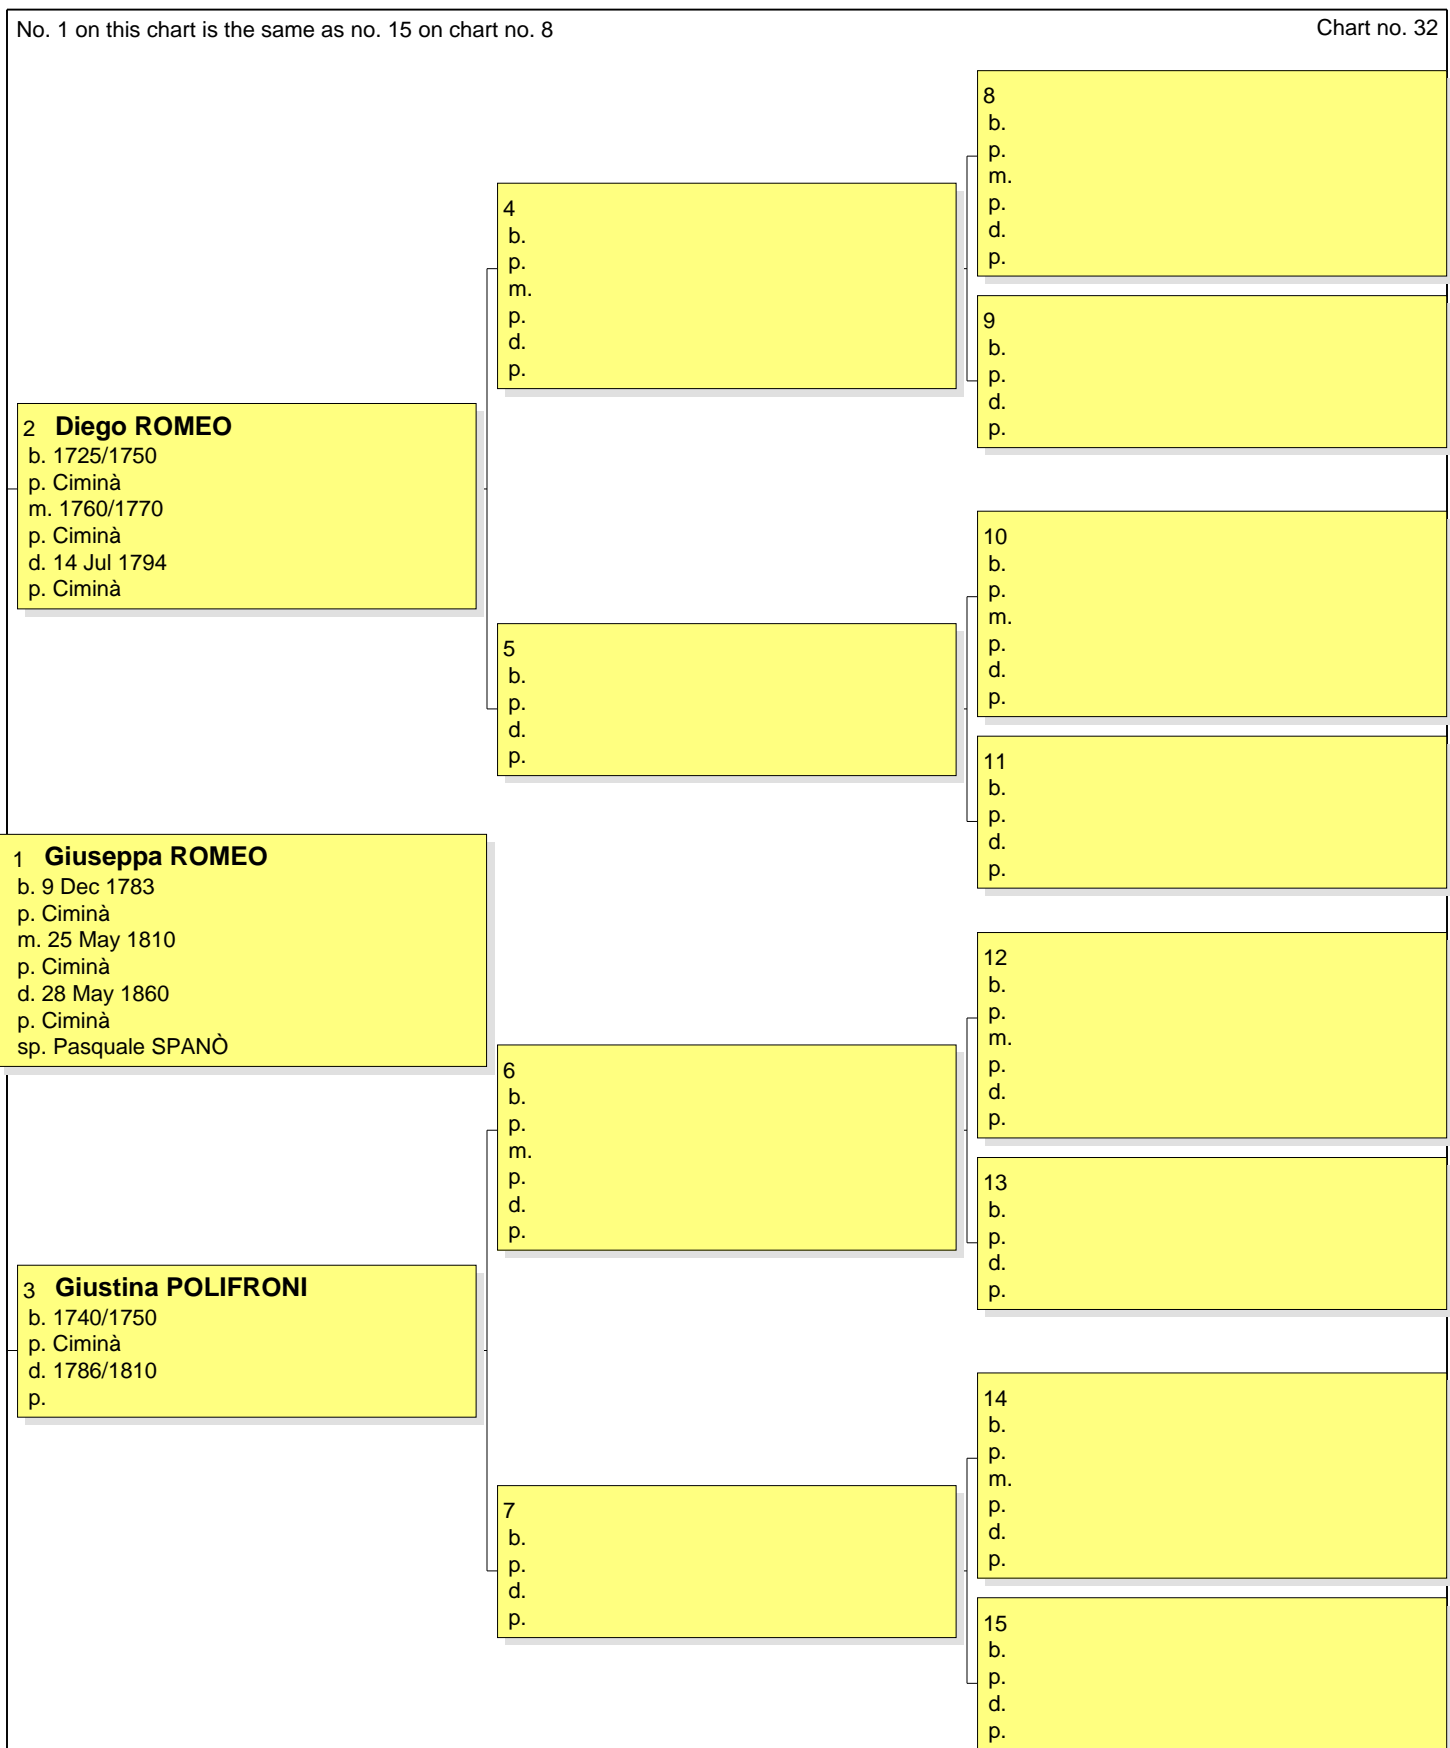 No. 1 on this chart is the same as no. 15 on chart no. 8
Chart no. 32
8
b.
p.
m.
p.
d.
p.
4
b.
p.
m.
p.
d.
p.
9
b.
p.
d.
p.
2 Diego ROMEO
b. 1725/1750
p. Ciminà
m. 1760/1770
p. Ciminà
d. 14 Jul 1794
p. Ciminà
10
b.
p.
m.
p.
d.
p.
5
b.
p.
d.
p.
11
b.
p.
d.
p.
1 Giuseppa ROMEO
b. 9 Dec 1783
p. Ciminà
m. 25 May 1810
p. Ciminà
d. 28 May 1860
p. Ciminà
sp. Pasquale SPANÒ
12
b.
p.
m.
p.
d.
p.
6
b.
p.
m.
p.
d.
p.
13
b.
p.
d.
p.
3 Giustina POLIFRONI
b. 1740/1750
p. Ciminà
d. 1786/1810
p.
14
b.
p.
m.
p.
d.
p.
7
b.
p.
d.
p.
15
b.
p.
d.
p.